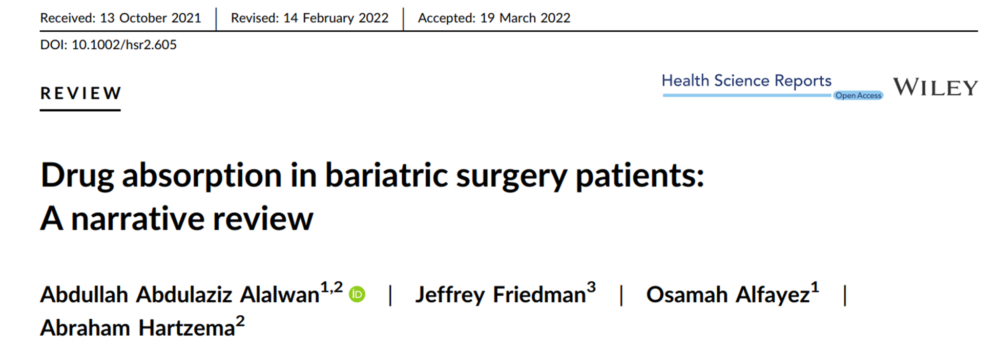 Received: 13 October 2021 | Revised: 14 February 2022 | Accepted: 19 March 2022
DOI: 10.1002/hsr2.605
REVIEW
Health Science Reports
Open Access
WILEY
Drug absorption in bariatric surgery patients:
A narrative review
Abdullah Abdulaziz Alalwan1,2 iD | Jeffrey Friedman3 | Osamah Alfayez1 |
Abraham Hartzema2